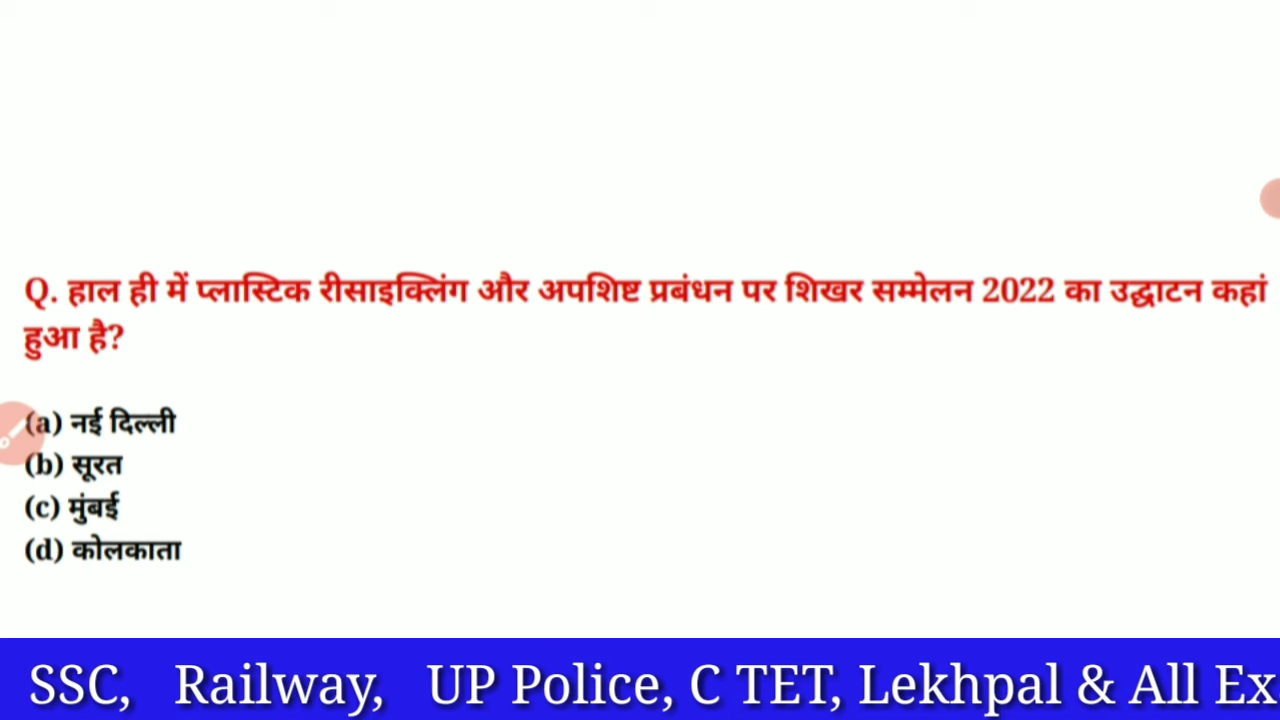 Q. हाल ही में प्लास्टिक रीसाइक्लिंग और अपशिष्ट प्रबंधन पर शिखर सम्मेलन 2022 का उद्घाटन कहां
हुआ है?
(a) नई दिल्ली
(b) सूरत
(c) मुंबई
(d) कोलकाता
SSC, Railway, UP Police, C TET, Lekhpal & All Ex